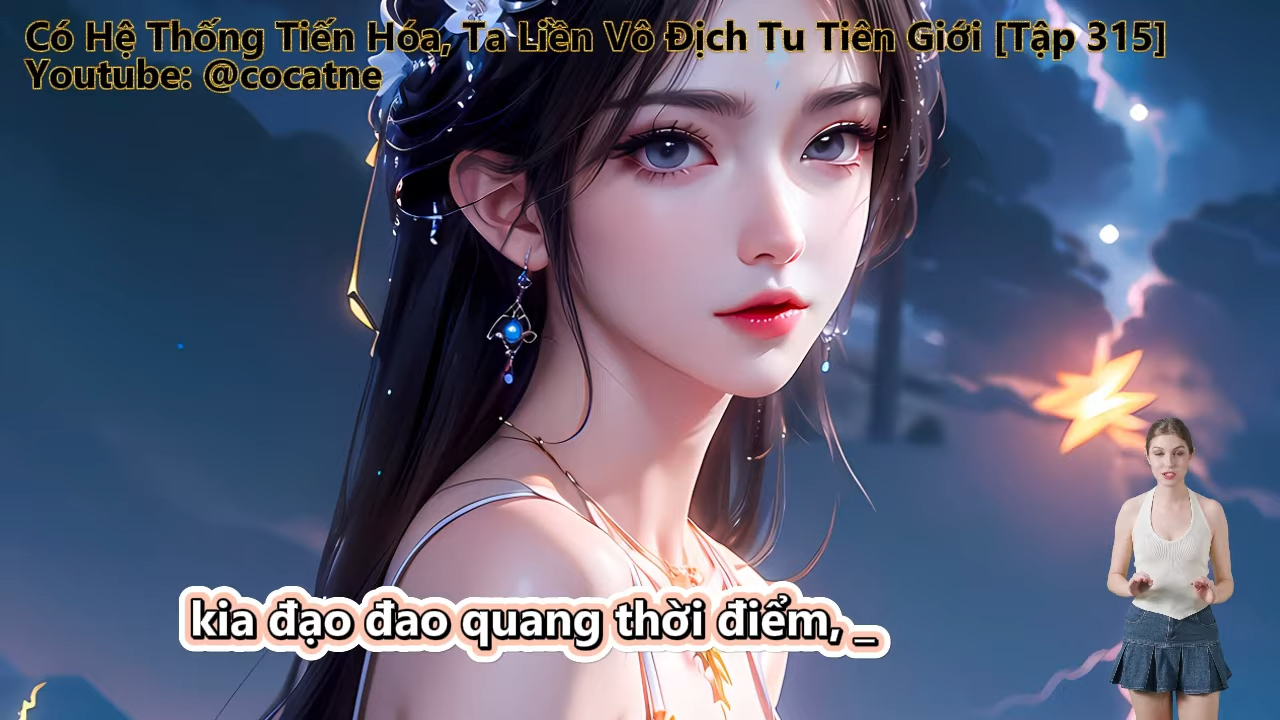 Có Hệ Thống Tiến Hóa, Ta Liền Vô Địch Tu Tiên Giới [Tập 315]
Youtube: @cocatne
kia đạo đao quang thời điểm, _